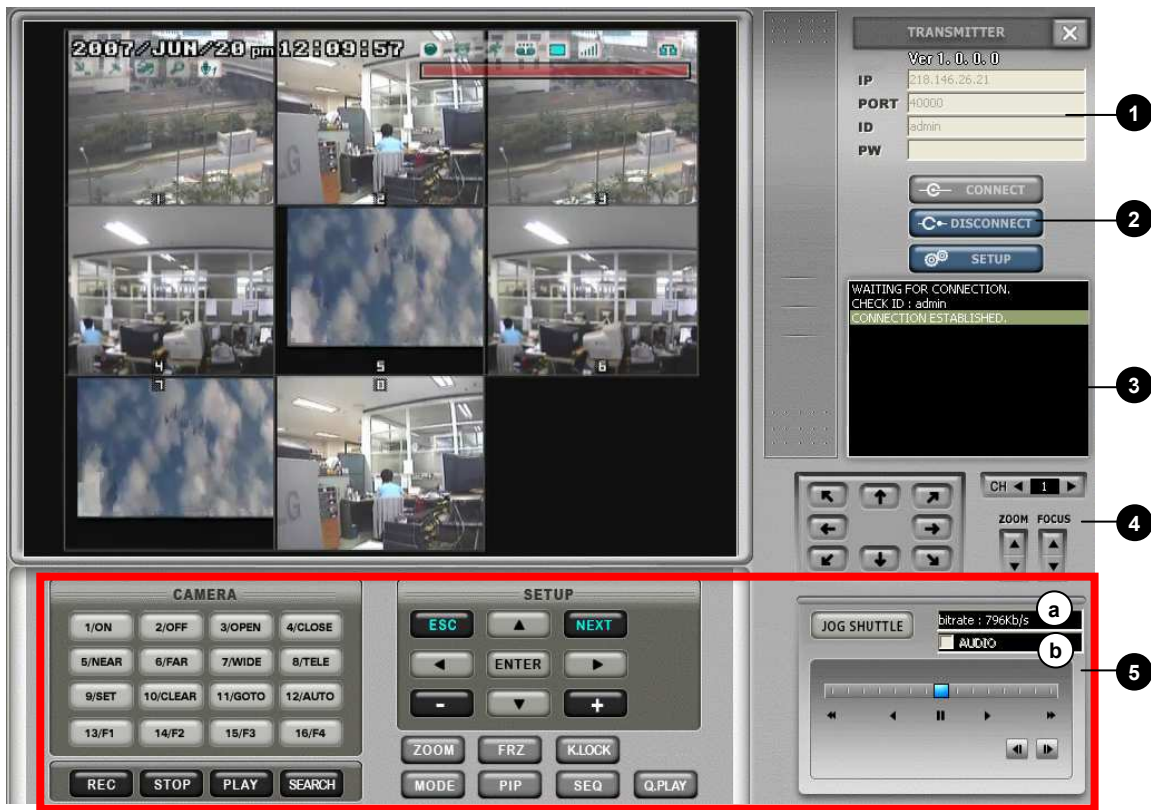 2007/JUN/20 pm 12:09:57
1
2
3
4
5
6
7
8
TRANSMITTER
Ver 1. 0. 0. 0
IP 218.146.26.21
PORT 40000
ID admin
PW
1
CONNECT
DISCONNECT
2
SETUP
WAITING FOR CONNECTION.
CHECK ID : admin
CONNECTION ESTABLISHED.
3
CH 1
ZOOM FOCUS
4
CAMERA
1/ON 2/OFF 3/OPEN 4/CLOSE
5/NEAR 6/FAR 7/WIDE 8/TELE
9/SET 10/CLEAR 11/GOTO 12/AUTO
13/F1 14/F2 15/F3 16/F4
REC STOP PLAY SEARCH
SETUP
ESC NEXT
ENTER
- +
ZOOM FRZ K.LOCK
MODE PIP SEQ Q.PLAY
JOG SHUTTLE
bitrate : 796Kb/s
a
AUDIO
b
5